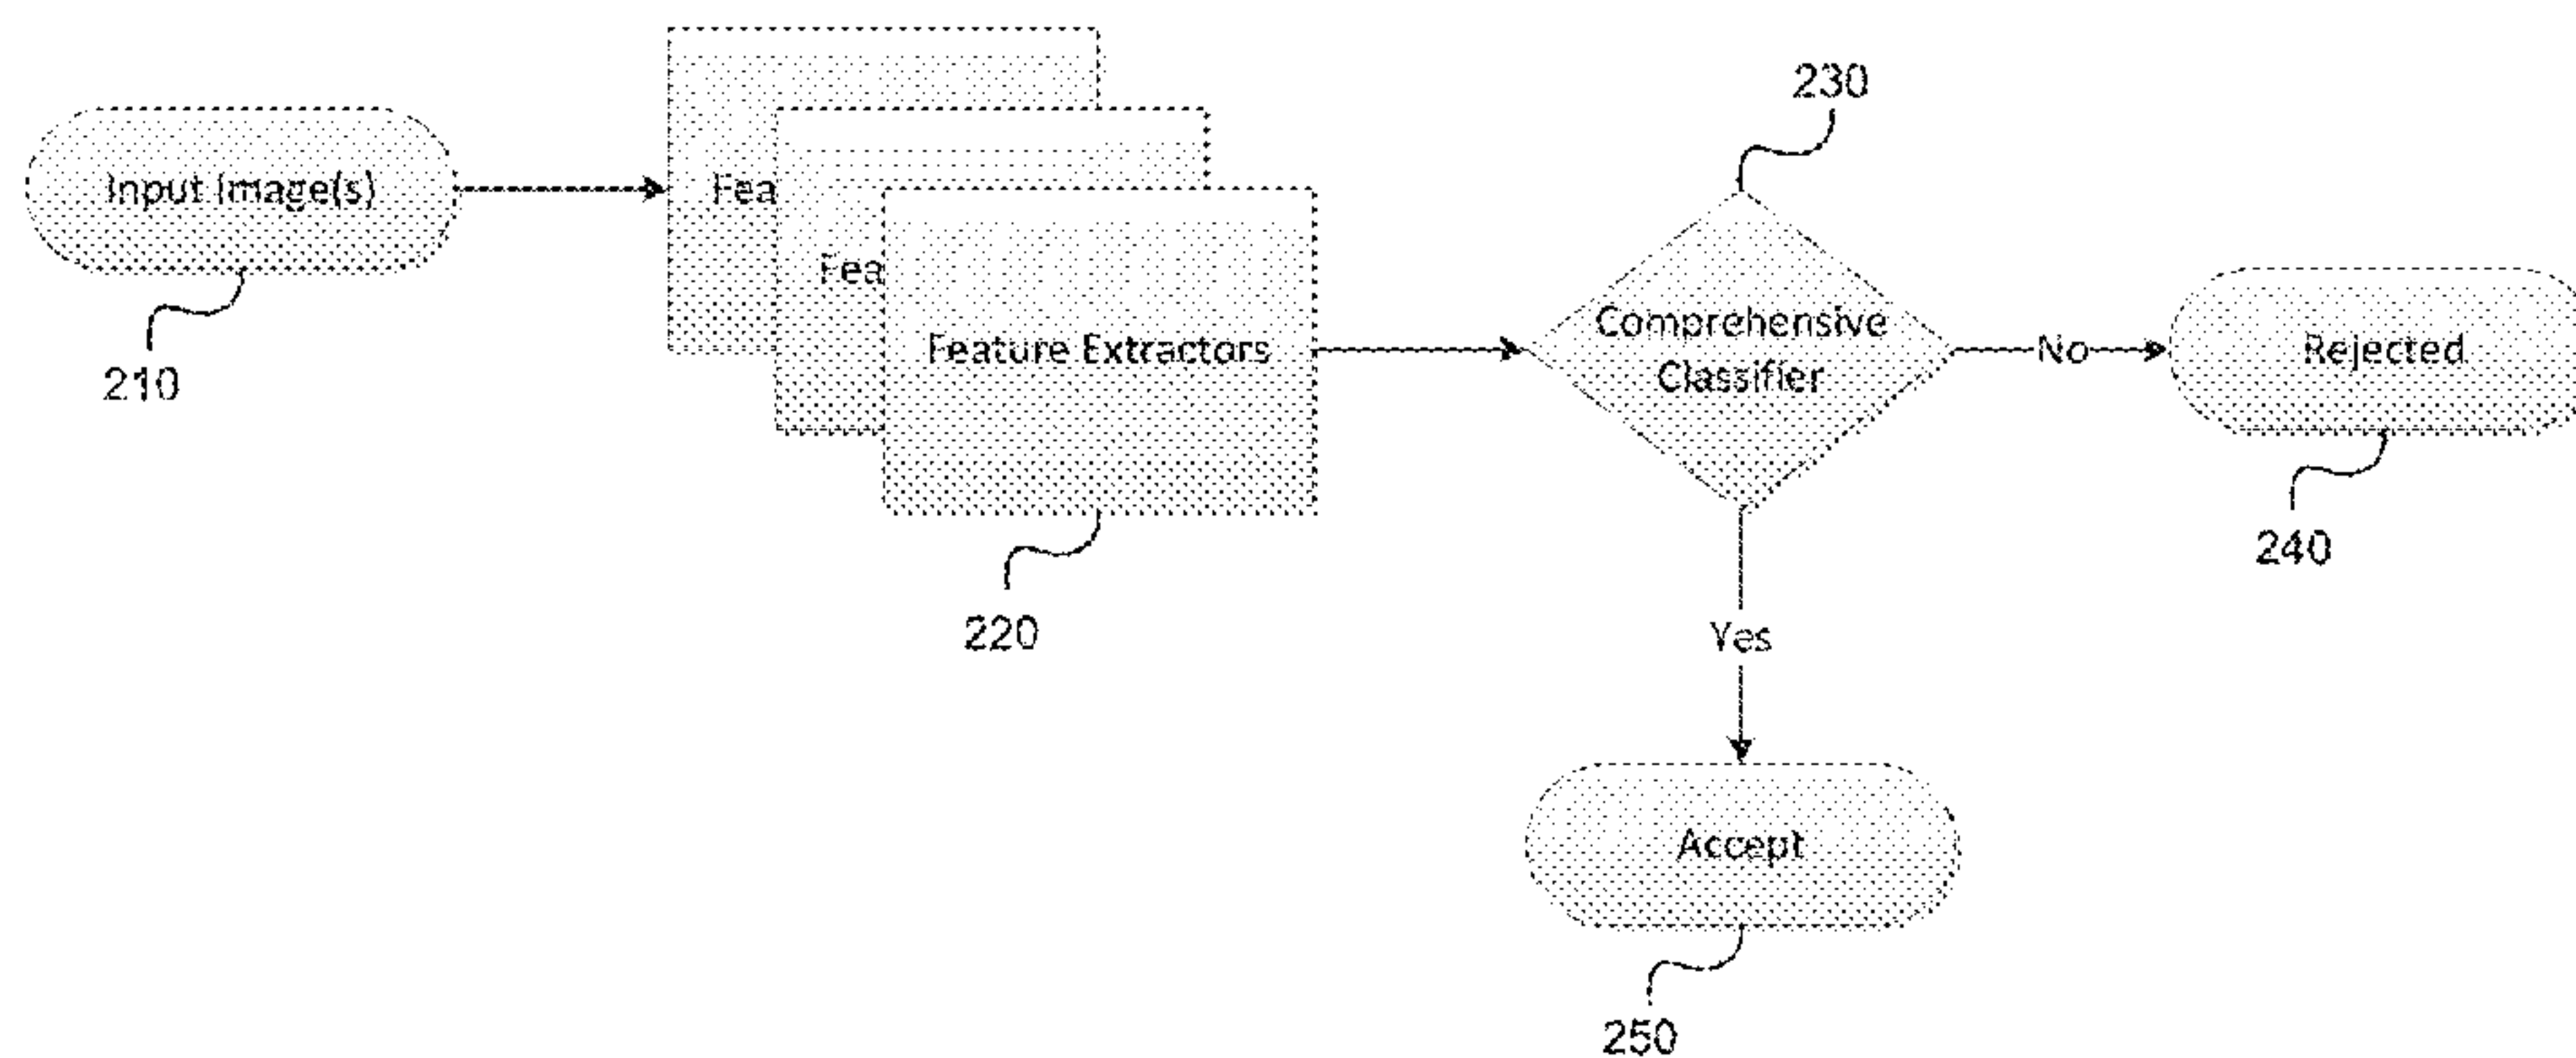 230
Input Image(s)
Fea
Fea
Feature Extractors
Comprehensive
Classifier
No
Rejected
210
220
240
Yes
Accept
250